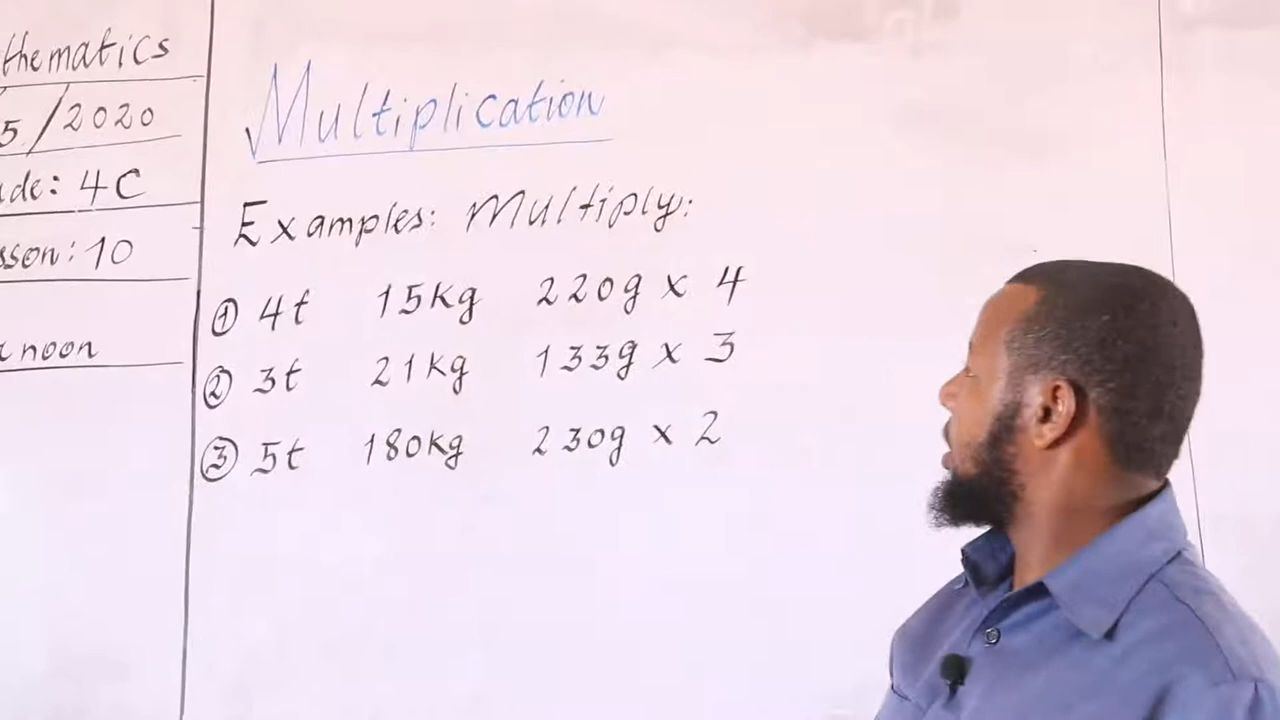 thematics
5/2020
ade: 4C
sson: 10
noon
Multiplication
Examples: Multiply:
① 4t 15kg 220g x 4
② 3t 21kg 133g x 3
③ 5t 180kg 230g x 2